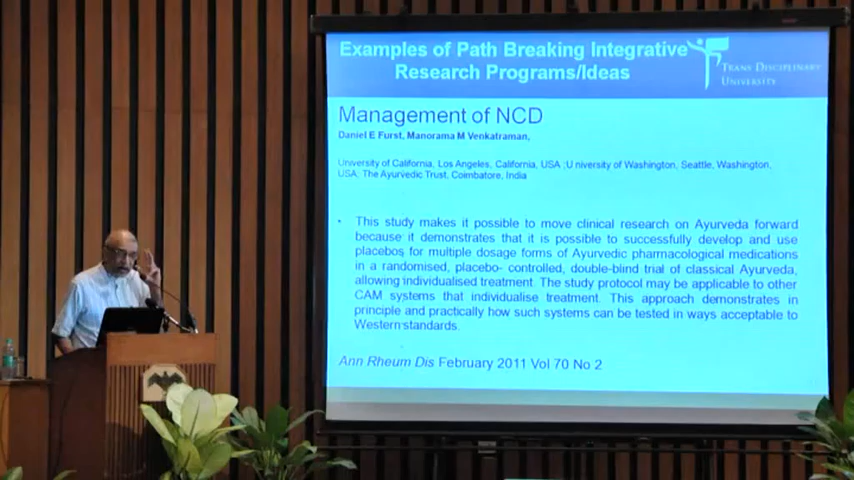 Examples of Path Breaking Integrative
Research Programs/Ideas
TRANS DISCIPLINARY
UNIVERSITY
Management of NCD
Daniel E Furst, Manorama M Venkatraman,
University of California, Los Angeles, California, USA ;U niversity of Washington, Seattle, Washington,
USA; The Ayurvedic Trust, Coimbatore, India
• This study makes it possible to move clinical research on Ayurveda forward
because it demonstrates that it is possible to successfully develop and use
placebos for multiple dosage forms of Ayurvedic pharmacological medications
in a randomised, placebo- controlled, double-blind trial of classical Ayurveda,
allowing individualised treatment. The study protocol may be applicable to other
CAM systems that individualise treatment. This approach demonstrates in
principle and practically how such systems can be tested in ways acceptable to
Western standards.
Ann Rheum Dis February 2011 Vol 70 No 2